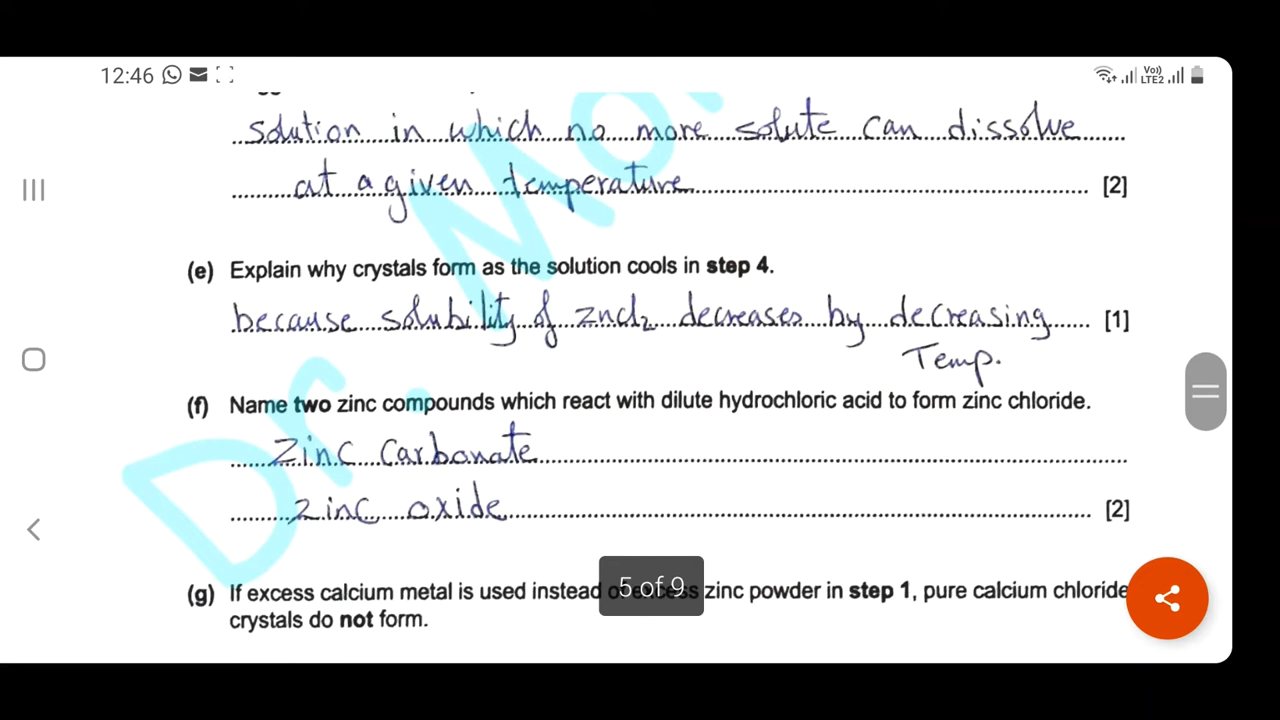 12:46
Vo)
LTE2
solution in which no more solute can dissolve
at a given temperature [2]
(e) Explain why crystals form as the solution cools in step 4.
because solubility of zncl2 decreases by decreasing [1]
Temp.
(f) Name two zinc compounds which react with dilute hydrochloric acid to form zinc chloride.
Zinc Carbonate
zinc oxide [2]
5 of 9
(g) If excess calcium metal is used instead of excess zinc powder in step 1, pure calcium chloride
crystals do not form.
Dr. Mo